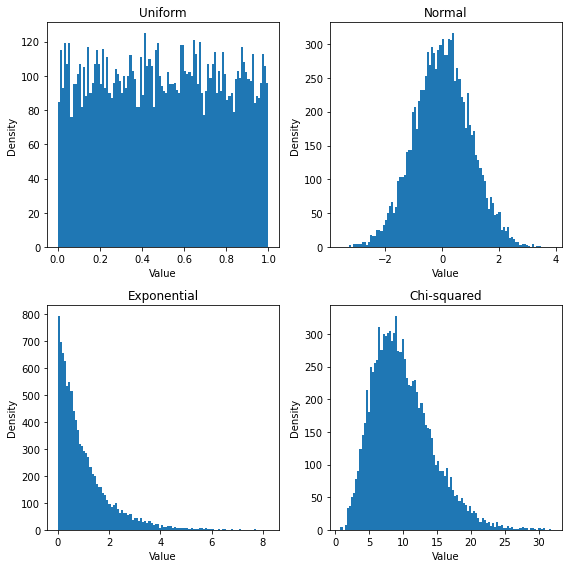 Uniform
Density
120
100
80
60
40
20
0
0.0 0.2 0.4 0.6 0.8 1.0
Value
Normal
Density
300
250
200
150
100
50
0
−2 0 2 4
Value
Exponential
Density
800
700
600
500
400
300
200
100
0
0 2 4 6 8
Value
Chi-squared
Density
300
250
200
150
100
50
0
0 5 10 15 20 25 30
Value